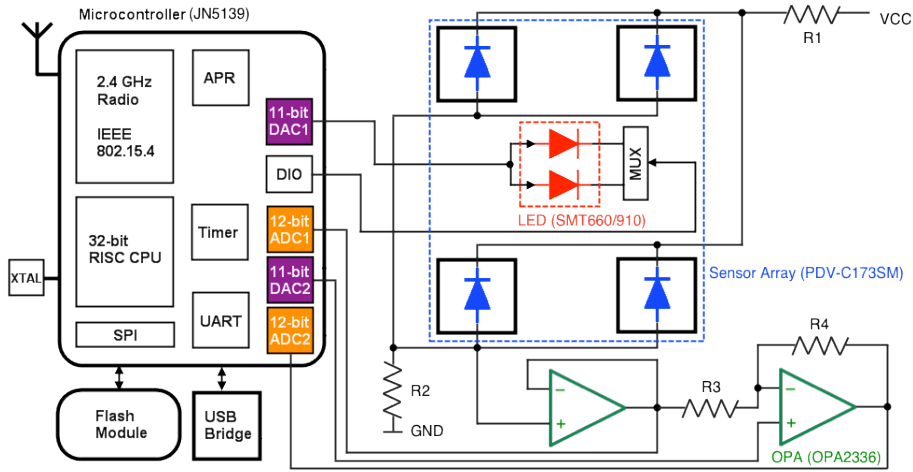 Microcontroller (JN5139)
2.4 GHz
Radio
IEEE
802.15.4
APR
11-bit
DAC1
DIO
32-bit
RISC CPU
Timer
12-bit
ADC1
11-bit
DAC2
UART
12-bit
ADC2
SPI
XTAL
Flash
Module
USB
Bridge
R1
VCC
MUX
LED (SMT660/910)
Sensor Array (PDV-C173SM)
R2
GND
R3
R4
−
+
−
+
OPA (OPA2336)